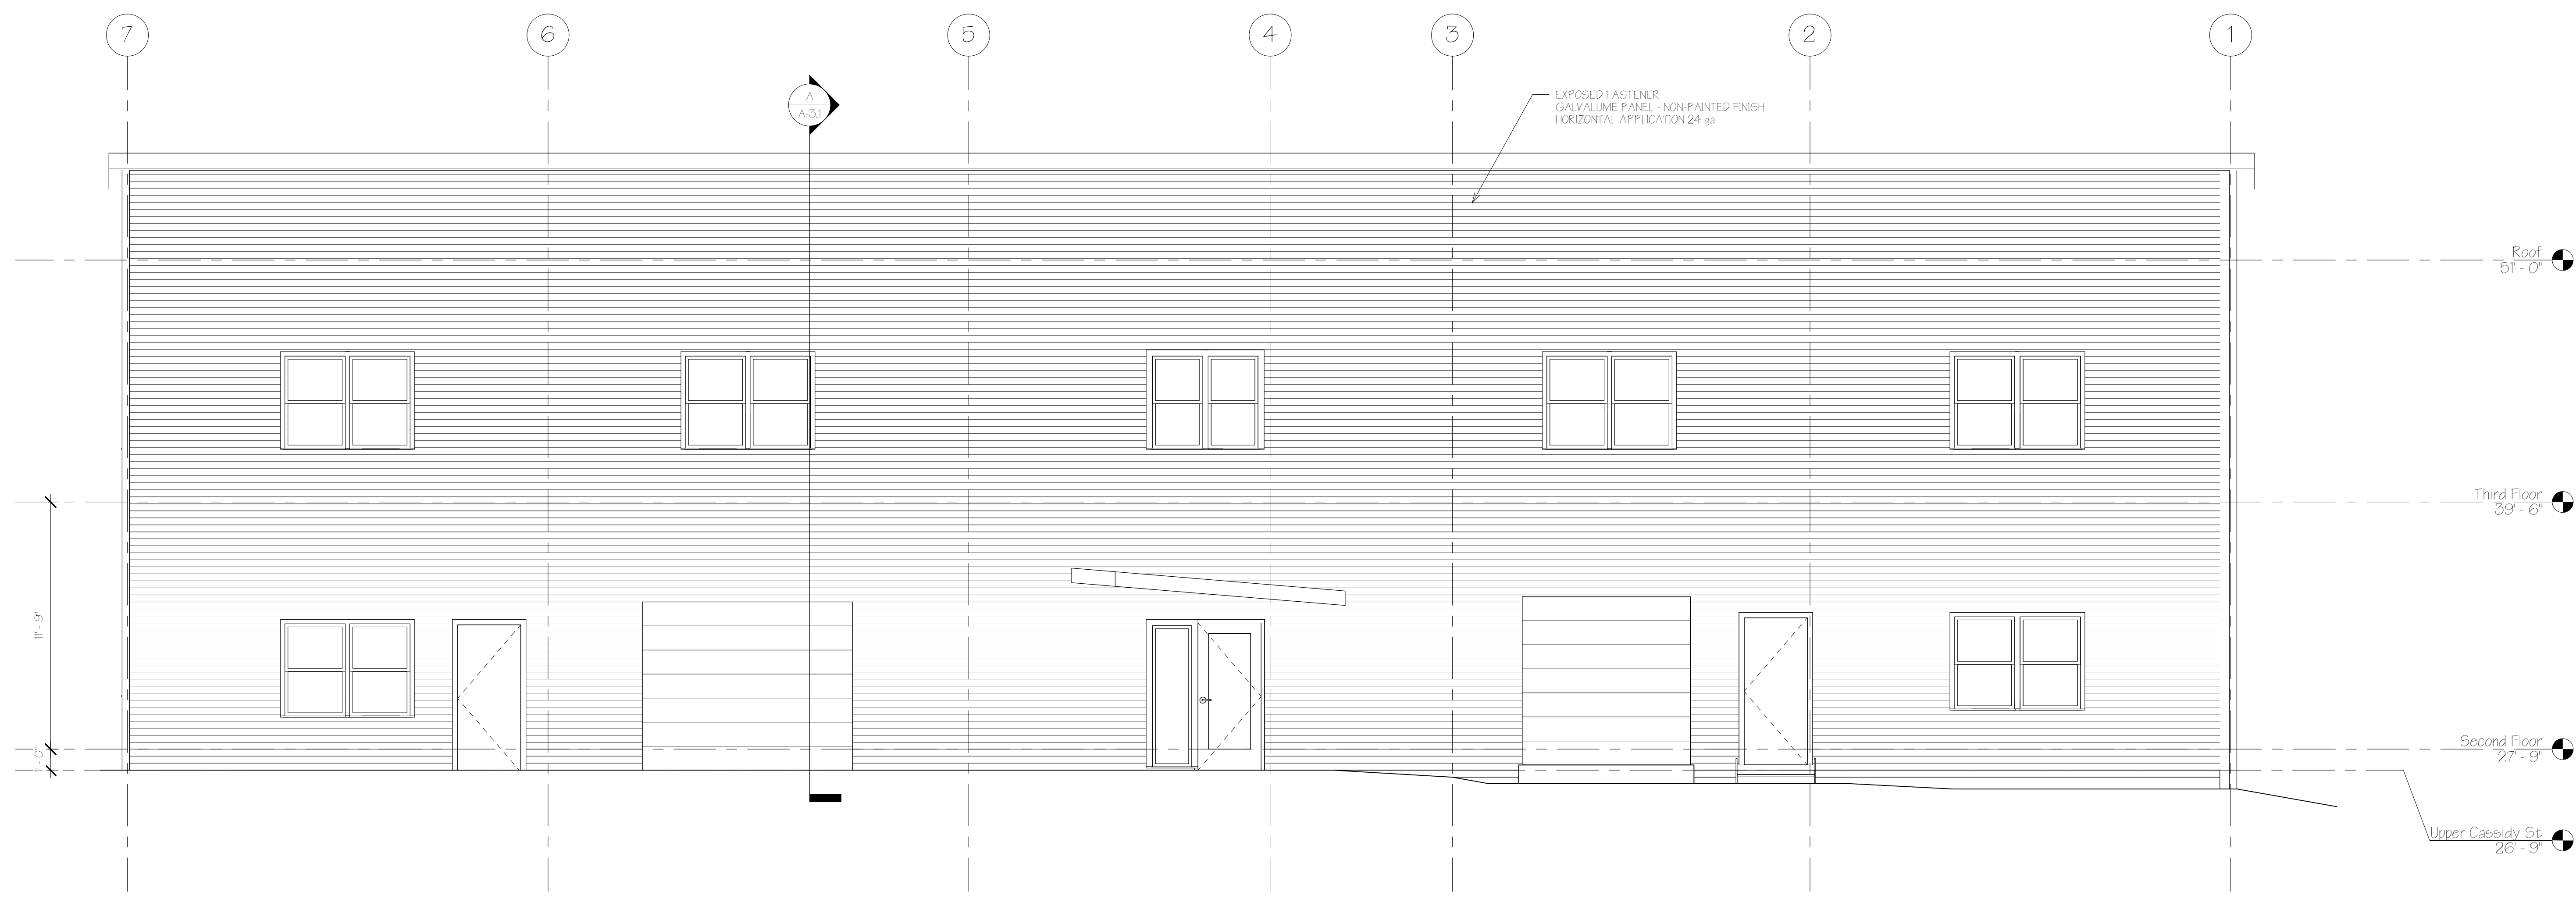 7
6
5
4
3
2
1
A
A-3.1
EXPOSED FASTENER
GALVALUME PANEL - NON-PAINTED FINISH
HORIZONTAL APPLICATION 24 ga
Roof
51' - 0"
Third Floor
39' - 6"
11' - 9"
Second Floor
27' - 9"
1' - 0"
Upper Cassidy St
26' - 9"